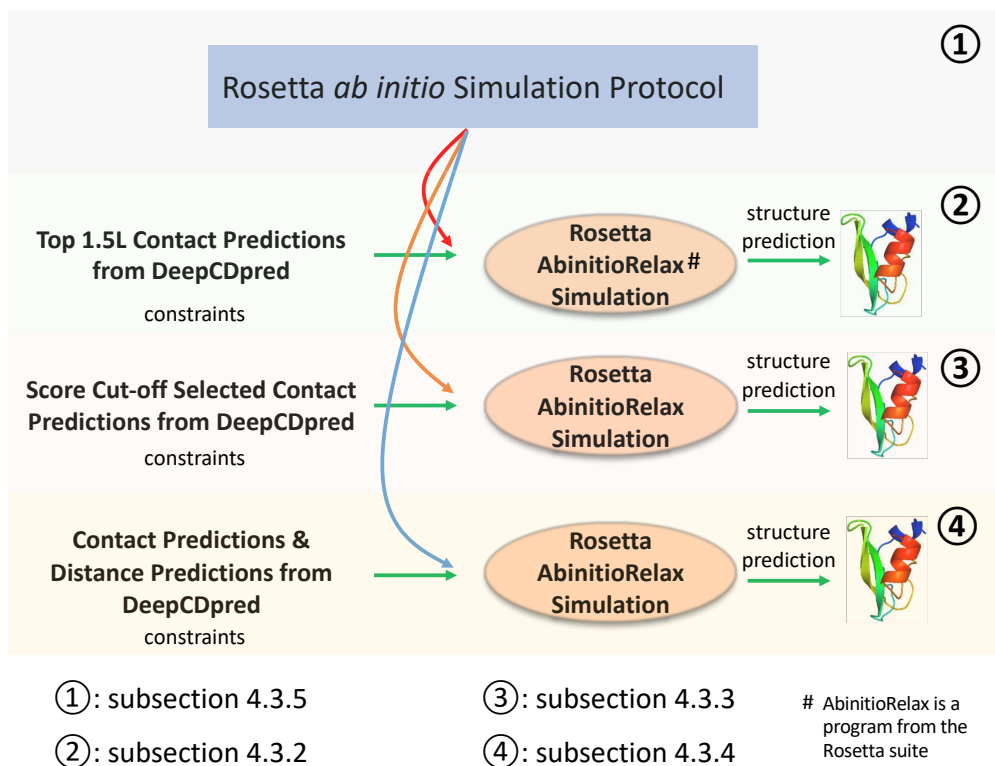 ①
Rosetta ab initio Simulation Protocol
②
Top 1.5L Contact Predictions
from DeepCDpred
constraints
Rosetta
AbinitioRelax#
Simulation
structure
prediction
③
Score Cut-off Selected Contact
Predictions from DeepCDpred
constraints
Rosetta
AbinitioRelax
Simulation
structure
prediction
④
Contact Predictions &
Distance Predictions from
DeepCDpred
constraints
Rosetta
AbinitioRelax
Simulation
structure
prediction
①: subsection 4.3.5
②: subsection 4.3.2
③: subsection 4.3.3
④: subsection 4.3.4
# AbinitioRelax is a
program from the
Rosetta suite